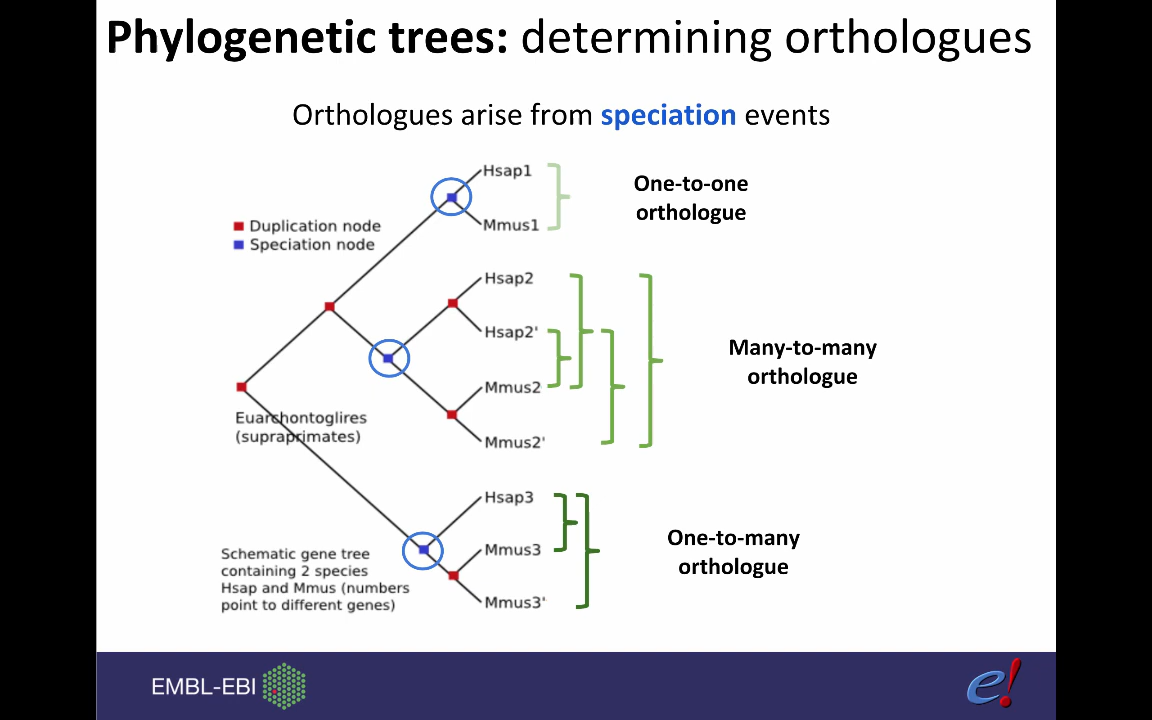 Phylogenetic trees: determining orthologues
Orthologues arise from speciation events
Hsap1
One-to-one
orthologue
Duplication node
Speciation node
Mmus1
Hsap2
Hsap2'
Many-to-many
orthologue
Mmus2
Euarchontoglires
(supraprimates)
Mmus2'
Hsap3
One-to-many
orthologue
Mmus3
Mmus3'
Schematic gene tree
containing 2 species
Hsap and Mmus (numbers
point to different genes)
EMBL-EBI
e!